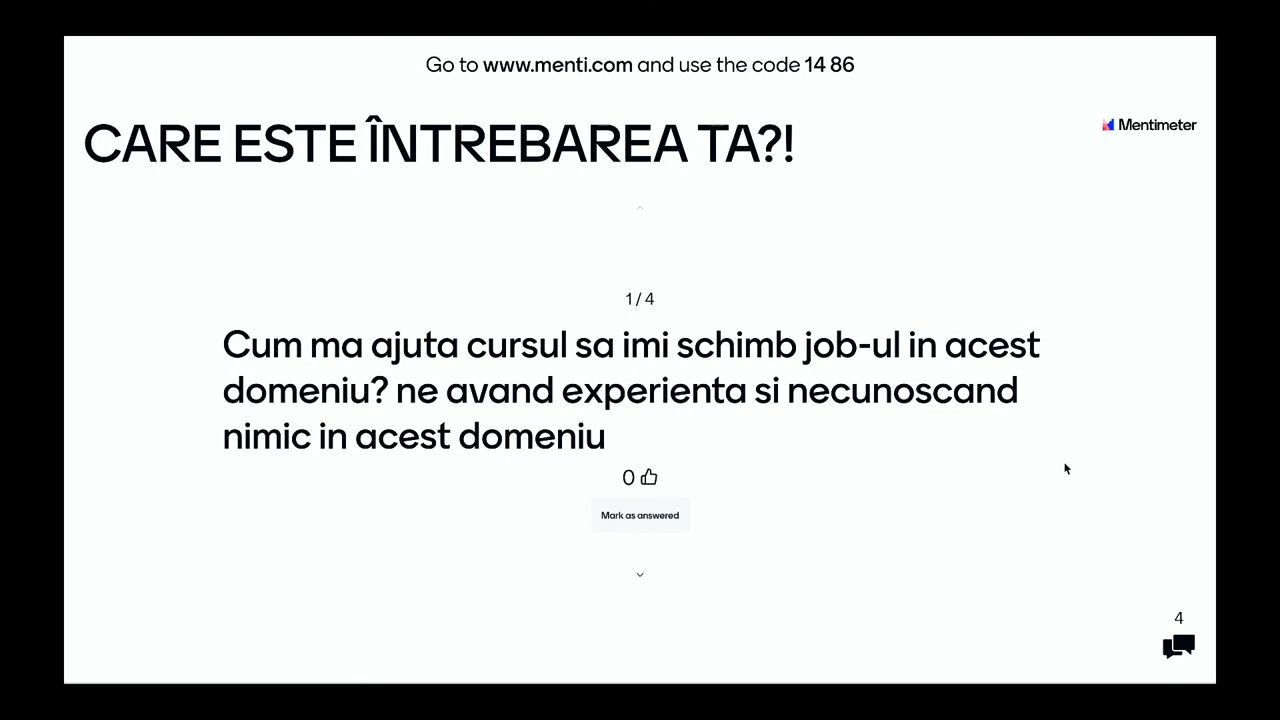 Go to www.menti.com and use the code 14 86
CARE ESTE ÎNTREBAREA TA?!
Mentimeter
1 / 4
Cum ma ajuta cursul sa imi schimb job-ul in acest
domeniu? ne avand experienta si necunoscand
nimic in acest domeniu
0
Mark as answered
4